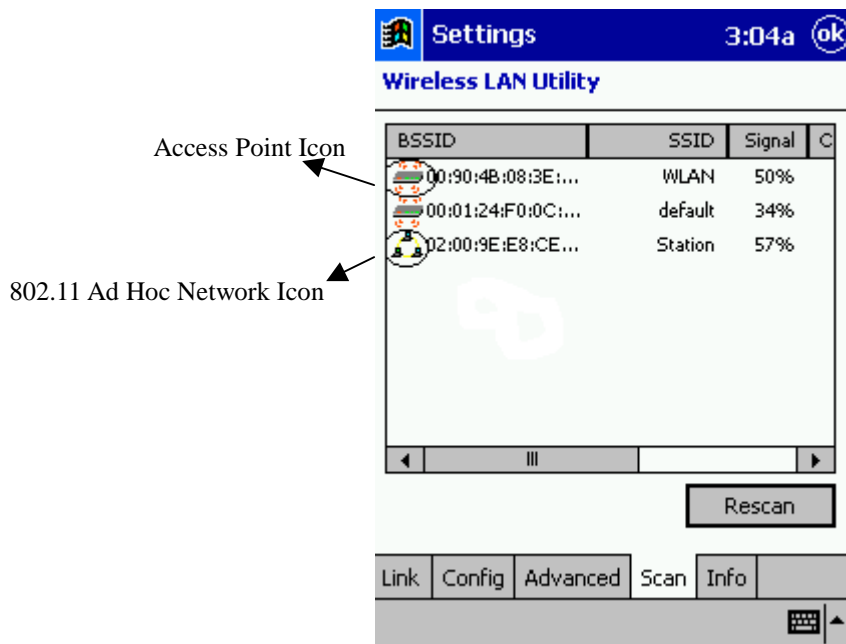 Settings 3:04a ok
Wireless LAN Utility
BSSID SSID Signal C
Access Point Icon
00:90:4B:08:3E:... WLAN 50%
00:01:24:F0:0C:... default 34%
02:00:9E:E8:CE... Station 57%
802.11 Ad Hoc Network Icon
Rescan
Link Config Advanced Scan Info